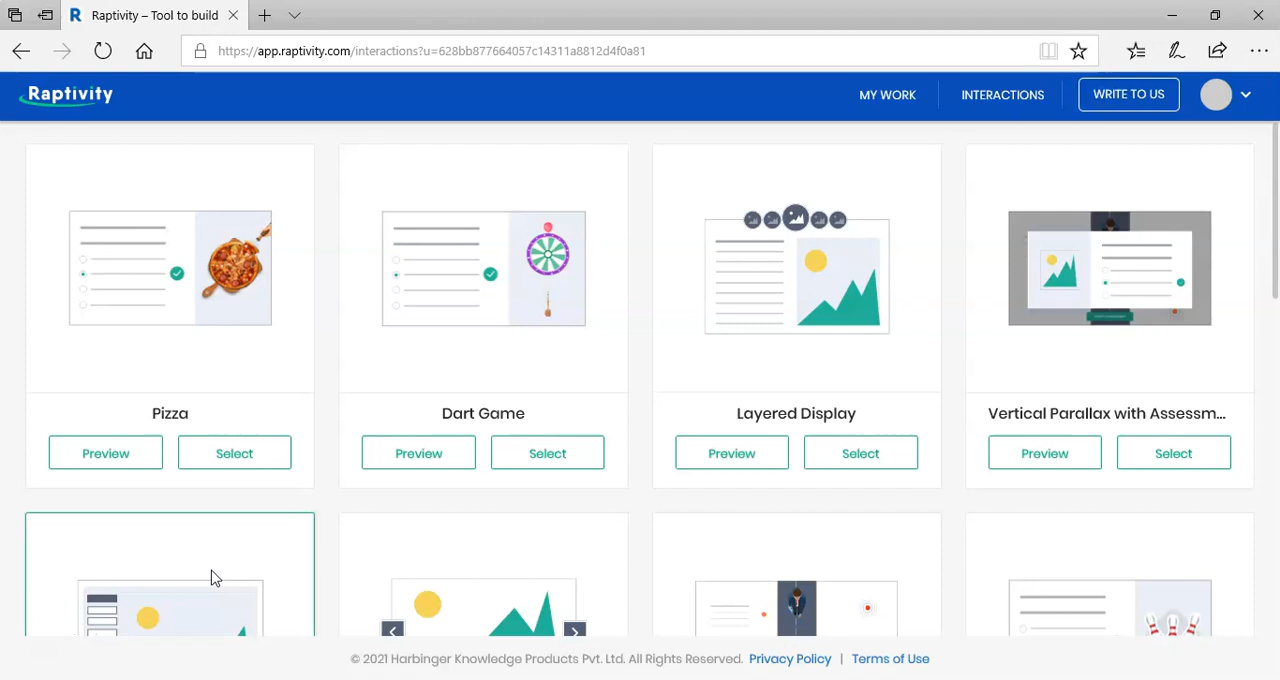 Raptivity – Tool to build
https://app.raptivity.com/interactions?u=628bb877664057c14311a8812d4f0a81
Raptivity
MY WORK
INTERACTIONS
WRITE TO US
Pizza
Dart Game
Layered Display
Vertical Parallax with Assessm...
Preview
Select
Preview
Select
Preview
Select
Preview
Select
© 2021 Harbinger Knowledge Products Pvt. Ltd. All Rights Reserved. Privacy Policy | Terms of Use